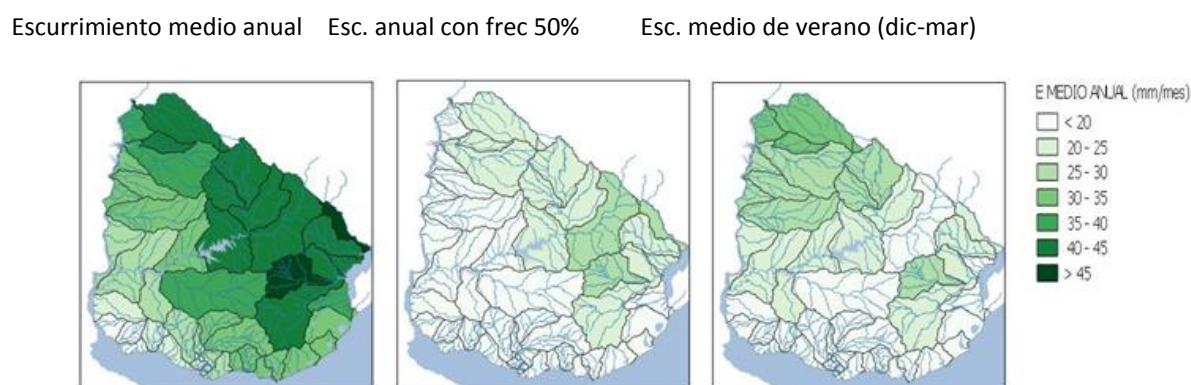 Escurrimiento medio anual Esc. anual con frec 50% Esc. medio de verano (dic-mar)
E MEDIO ANUAL (mm/mes)
< 20
20 - 25
25 - 30
30 - 35
35 - 40
40 - 45
> 45